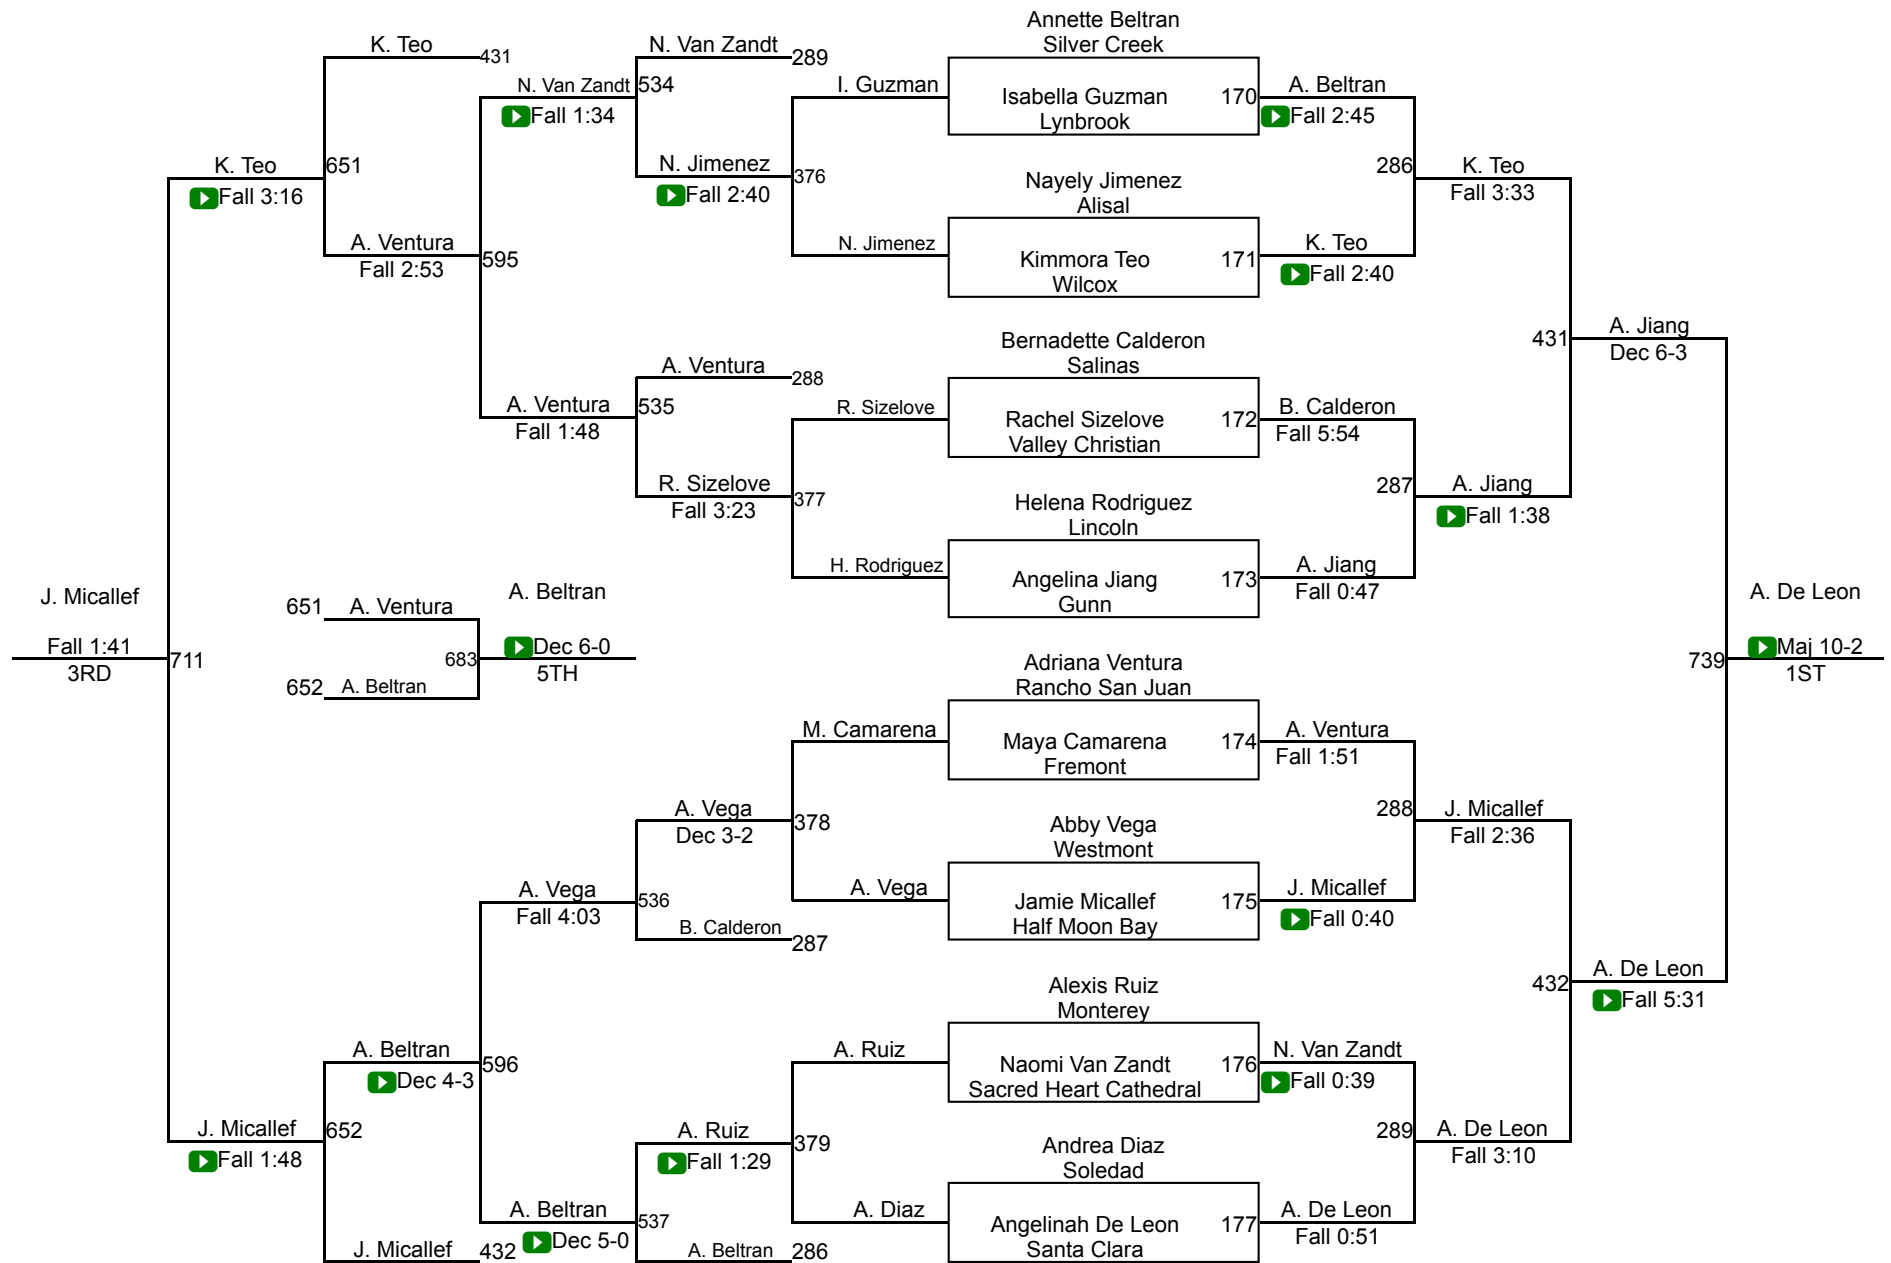 Annette Beltran
Silver Creek
K. Teo
431
N. Van Zandt
289
N. Van Zandt
534
I. Guzman
Isabella Guzman
170
Lynbrook
A. Beltran
Fall 1:34
Fall 2:45
K. Teo
651
N. Jimenez
376
286
K. Teo
Fall 3:16
Fall 2:40
Nayely Jimenez
Alisal
Fall 3:33
A. Ventura
595
Fall 2:53
N. Jimenez
Kimmora Teo
171
Wilcox
K. Teo
Fall 2:40
Bernadette Calderon
Salinas
431
A. Jiang
Dec 6-3
A. Ventura
288
A. Ventura
535
Fall 1:48
R. Sizelove
Rachel Sizelove
172
Valley Christian
B. Calderon
Fall 5:54
R. Sizelove
377
Fall 3:23
287
A. Jiang
Fall 1:38
Helena Rodriguez
Lincoln
H. Rodriguez
Angelina Jiang
173
Gunn
A. Jiang
Fall 0:47
J. Micallef
651
A. Ventura
A. Beltran
A. De Leon
Fall 1:41
711
3RD
683
Dec 6-0
5TH
739
Maj 10-2
1ST
652
A. Beltran
Adriana Ventura
Rancho San Juan
M. Camarena
Maya Camarena
174
Fremont
A. Ventura
Fall 1:51
A. Vega
378
Dec 3-2
288
J. Micallef
Fall 2:36
Abby Vega
Westmont
A. Vega
536
Fall 4:03
A. Vega
Jamie Micallef
175
Half Moon Bay
J. Micallef
Fall 0:40
B. Calderon
287
432
A. De Leon
Fall 5:31
Alexis Ruiz
Monterey
A. Beltran
596
Dec 4-3
A. Ruiz
Naomi Van Zandt
176
Sacred Heart Cathedral
N. Van Zandt
Fall 0:39
J. Micallef
652
Fall 1:48
A. Ruiz
379
Fall 1:29
289
A. De Leon
Fall 3:10
Andrea Diaz
Soledad
A. Beltran
537
Dec 5-0
A. Diaz
Angelinah De Leon
177
Santa Clara
A. De Leon
Fall 0:51
J. Micallef
432
A. Beltran
286